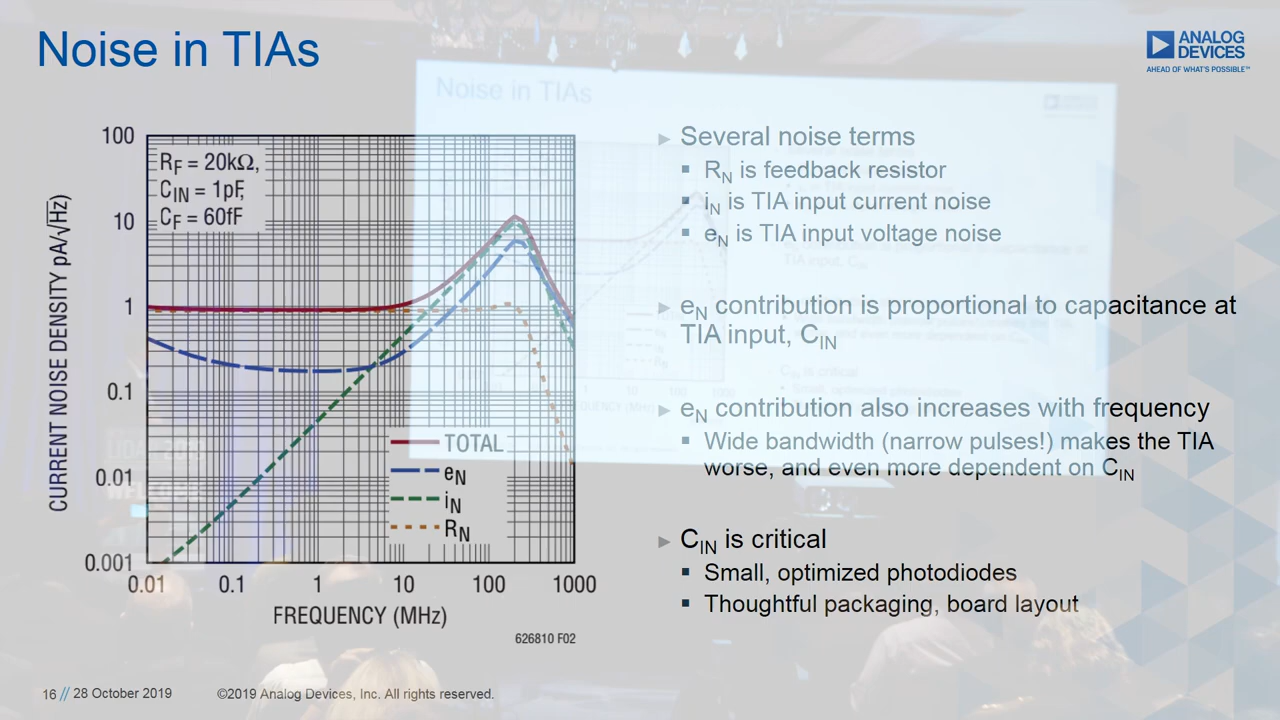 Noise in TIAs
ANALOG
DEVICES
AHEAD OF WHAT'S POSSIBLE™
Noise in TIAs
100
10
1
0.1
0.01
0.001
CURRENT NOISE DENSITY pA/√Hz
RF = 20kΩ,
CIN = 1pF,
CF = 60fF
TOTAL
eN
iN
RN
0.01 0.1 1 10 100 1000
FREQUENCY (MHz)
626810 F02
▶ Several noise terms
▪ RN is feedback resistor
▪ iN is TIA input current noise
▪ eN is TIA input voltage noise
▶ eN contribution is proportional to capacitance at
TIA input, CIN
▶ eN contribution also increases with frequency
▪ Wide bandwidth (narrow pulses!) makes the TIA
worse, and even more dependent on CIN
▶ CIN is critical
▪ Small, optimized photodiodes
▪ Thoughtful packaging, board layout
16 // 28 October 2019 ©2019 Analog Devices, Inc. All rights reserved.